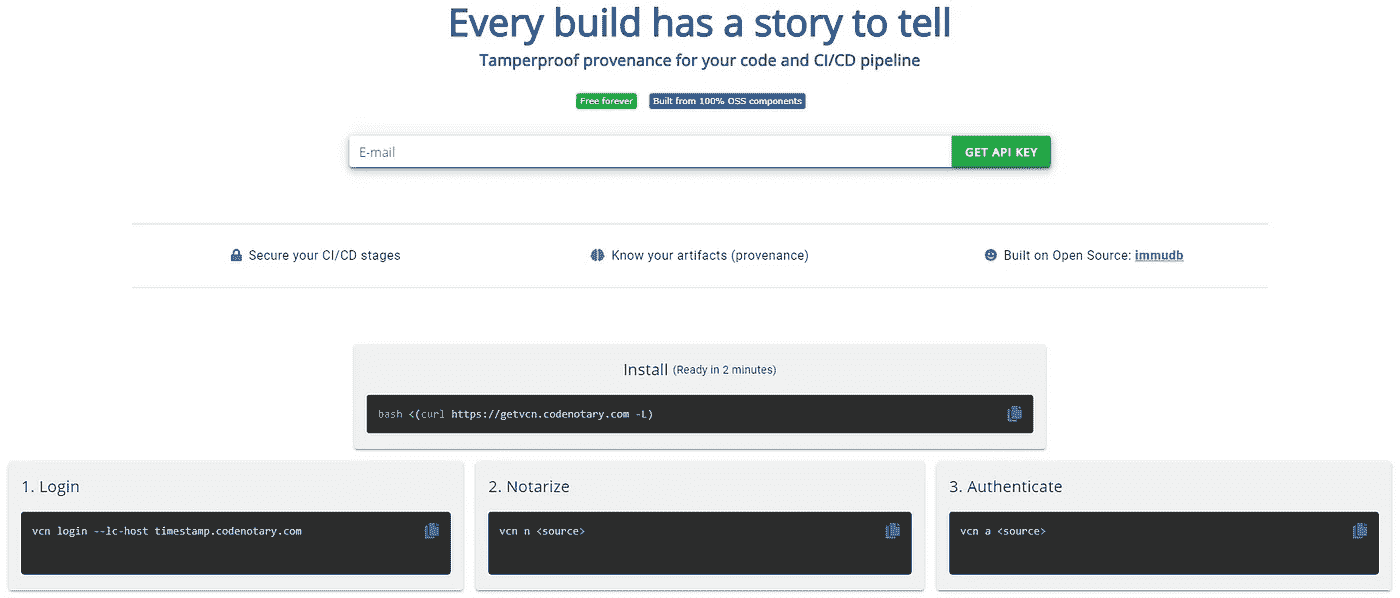 Every build has a story to tell
Tamperproof provenance for your code and CI/CD pipeline
Free forever Built from 100% OSS components
E-mail GET API KEY
Secure your CI/CD stages Know your artifacts (provenance) Built on Open Source: immudb
Install (Ready in 2 minutes)
bash <(curl https://getvcn.codenotary.com -L)
1. Login
vcn login --lc-host timestamp.codenotary.com
2. Notarize
vcn n <source>
3. Authenticate
vcn a <source>